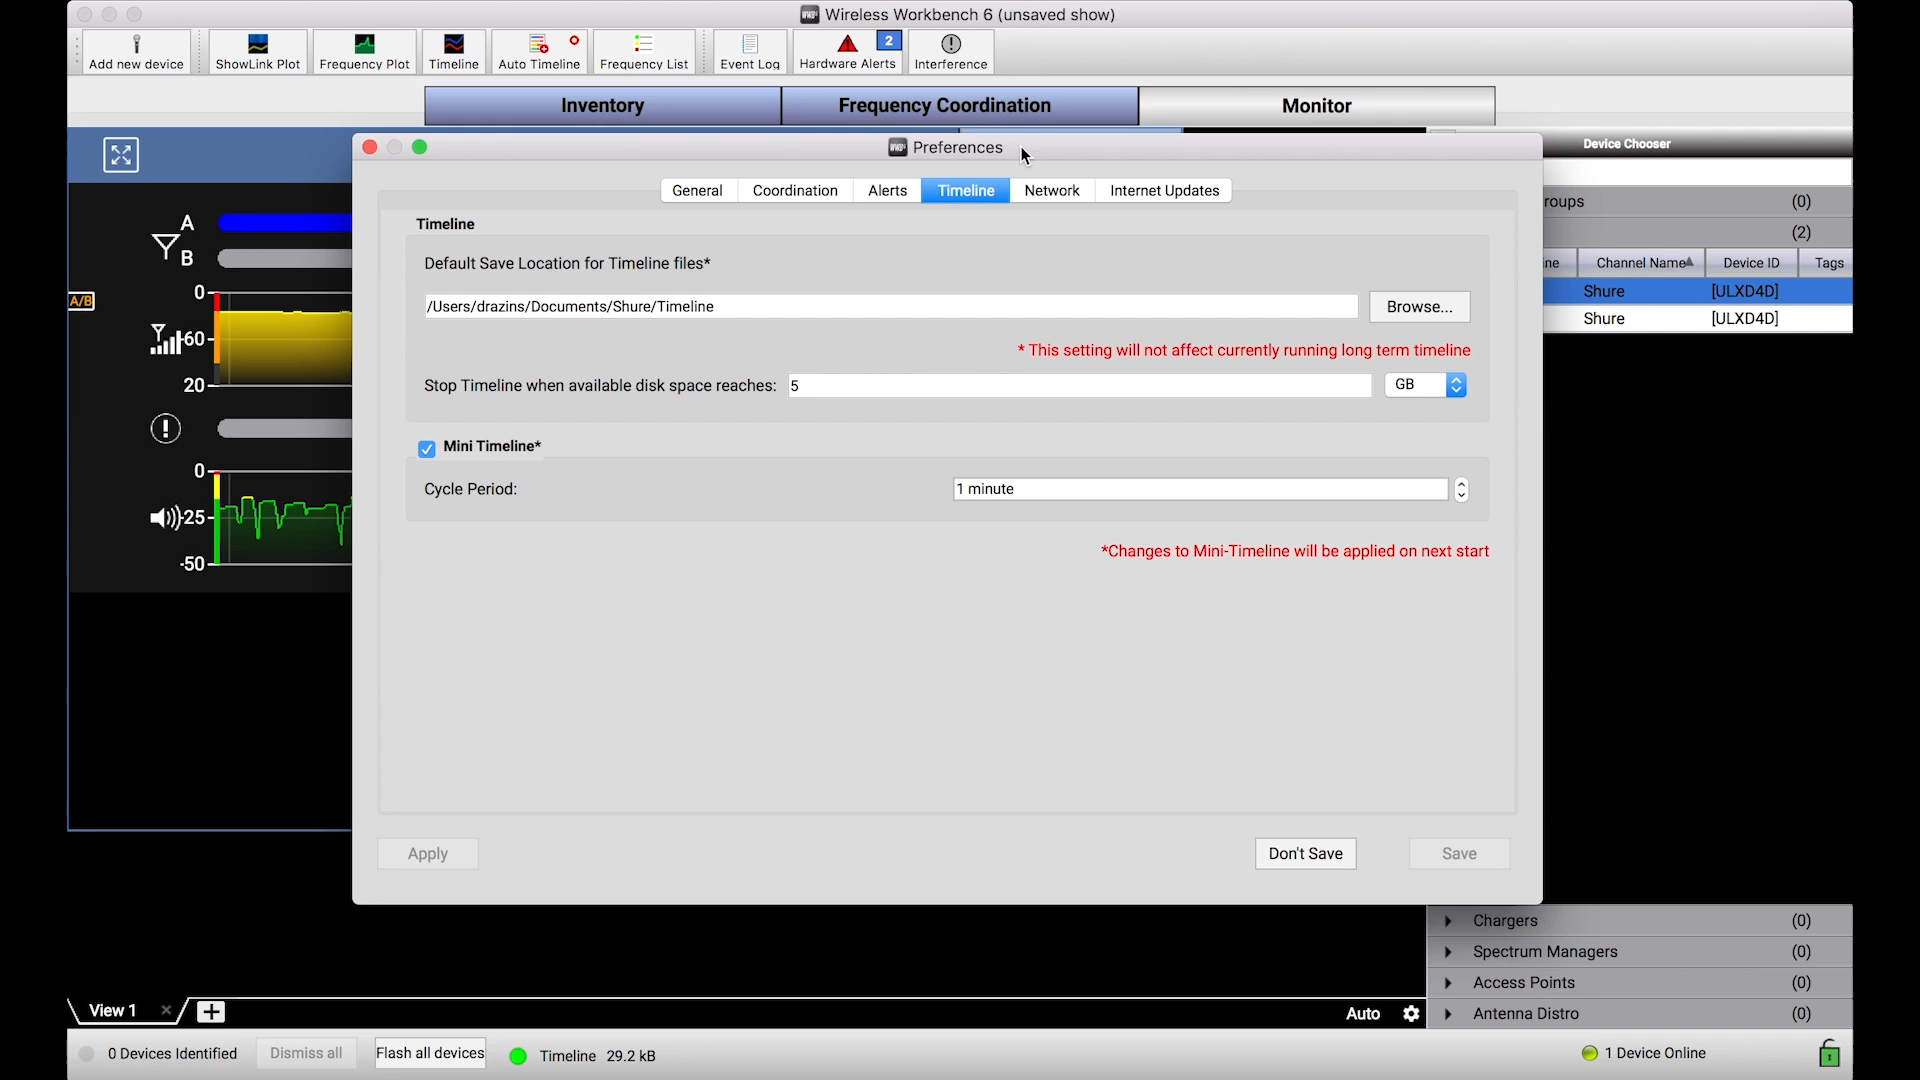 Wireless Workbench 6 (unsaved show)
Add new device
ShowLink Plot
Frequency Plot
Timeline
Auto Timeline
Frequency List
Event Log
Hardware Alerts
2
Interference
Inventory
Frequency Coordination
Monitor
Preferences
Device Chooser
General
Coordination
Alerts
Timeline
Network
Internet Updates
roups (0)
(2)
Channel Name
Device ID
Tags
Shure [ULXD4D]
Shure [ULXD4D]
Timeline
Default Save Location for Timeline files*
/Users/drazins/Documents/Shure/Timeline
Browse...
* This setting will not affect currently running long term timeline
Stop Timeline when available disk space reaches: 5 GB
Mini Timeline*
Cycle Period: 1 minute
*Changes to Mini-Timeline will be applied on next start
Apply
Don't Save
Save
A
B
A/B
0
-60
20
0
-25
-50
Chargers (0)
Spectrum Managers (0)
Access Points (0)
Antenna Distro (0)
View 1
Auto
0 Devices Identified
Dismiss all
Flash all devices
Timeline 29.2 kB
1 Device Online